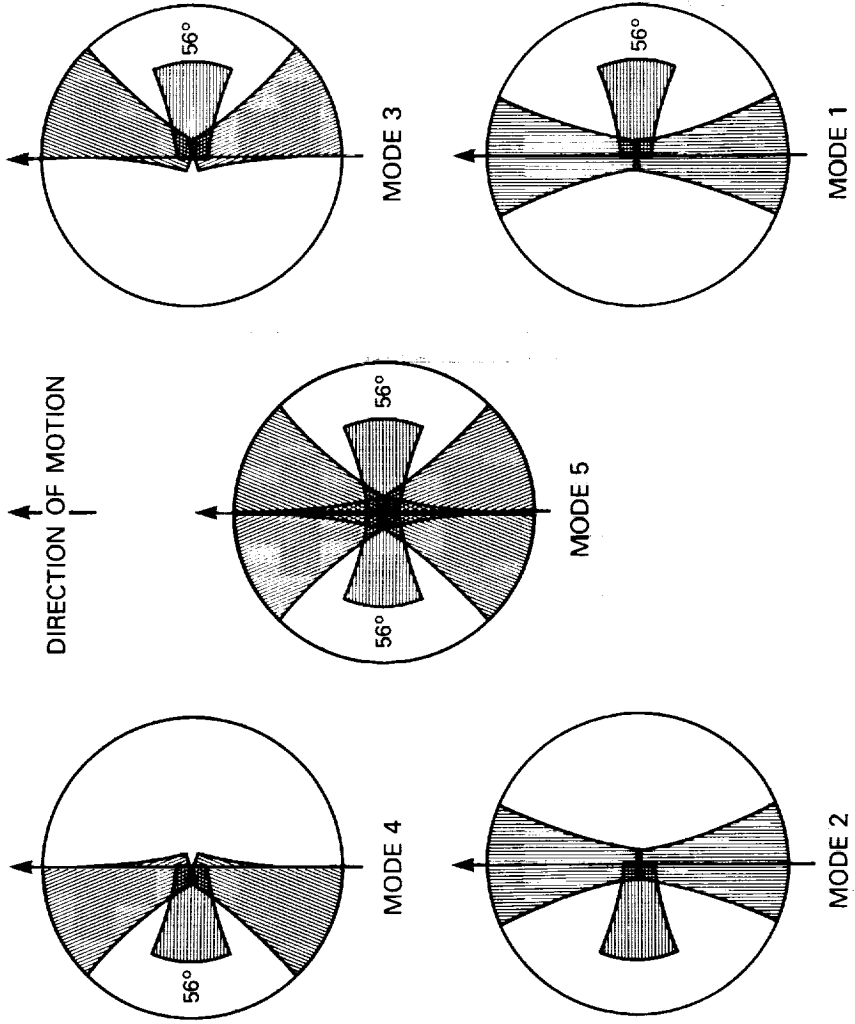 DIRECTION OF MOTION
56°
MODE 4
56°
MODE 3
56°
56°
MODE 5
MODE 2
56°
MODE 1